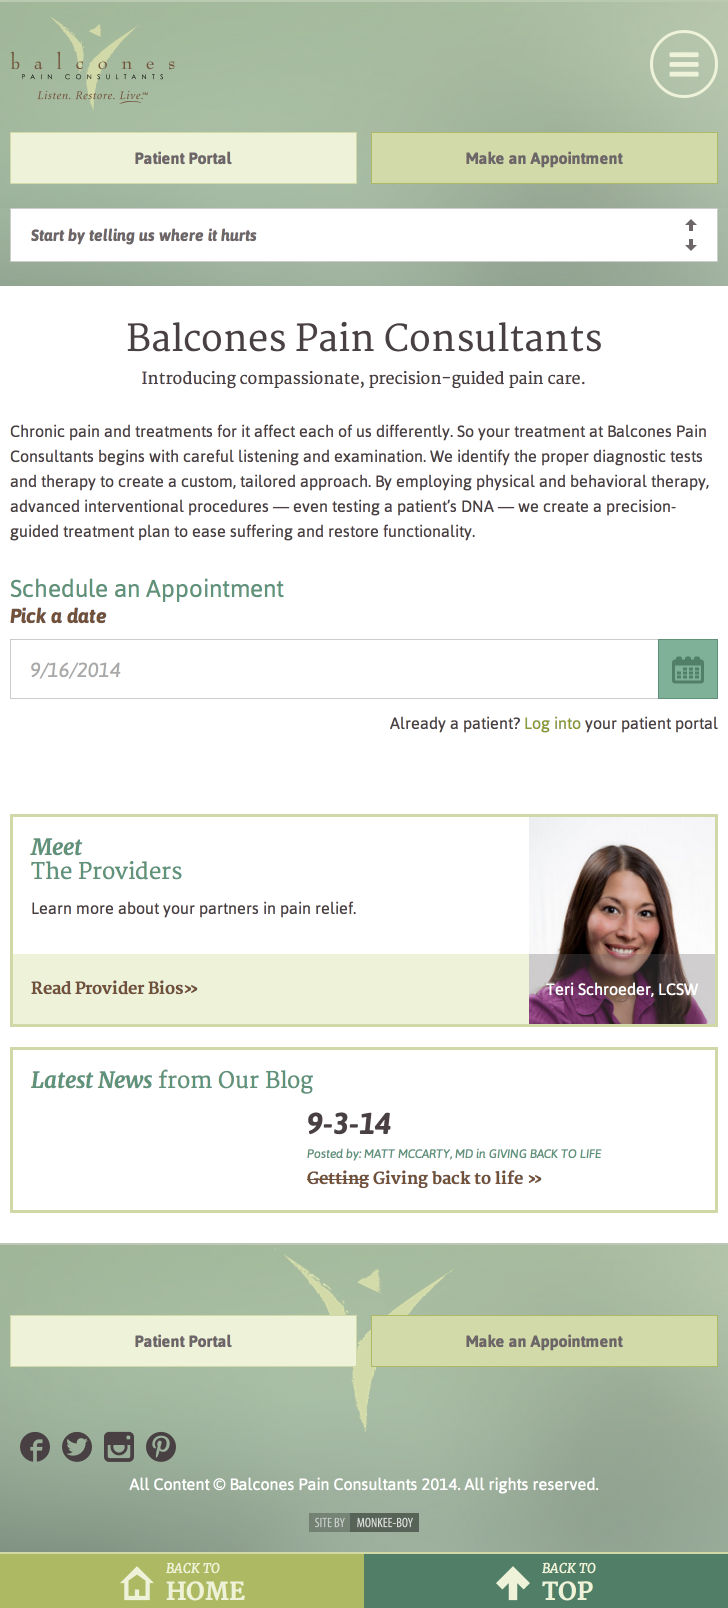 balcones
PAIN CONSULTANTS
Listen. Restore. Live.™
Patient Portal
Make an Appointment
Start by telling us where it hurts
Balcones Pain Consultants
Introducing compassionate, precision-guided pain care.
Chronic pain and treatments for it affect each of us differently. So your treatment at Balcones Pain
Consultants begins with careful listening and examination. We identify the proper diagnostic tests
and therapy to create a custom, tailored approach. By employing physical and behavioral therapy,
advanced interventional procedures — even testing a patient’s DNA — we create a precision-
guided treatment plan to ease suffering and restore functionality.
Schedule an Appointment
Pick a date
9/16/2014
Already a patient? Log into your patient portal
Meet
The Providers
Learn more about your partners in pain relief.
Read Provider Bios»
Teri Schroeder, LCSW
Latest News from Our Blog
9-3-14
Posted by: MATT MCCARTY, MD in GIVING BACK TO LIFE
Getting Giving back to life »
Patient Portal
Make an Appointment
All Content © Balcones Pain Consultants 2014. All rights reserved.
SITE BY MONKEE-BOY
BACK TO
HOME
BACK TO
TOP